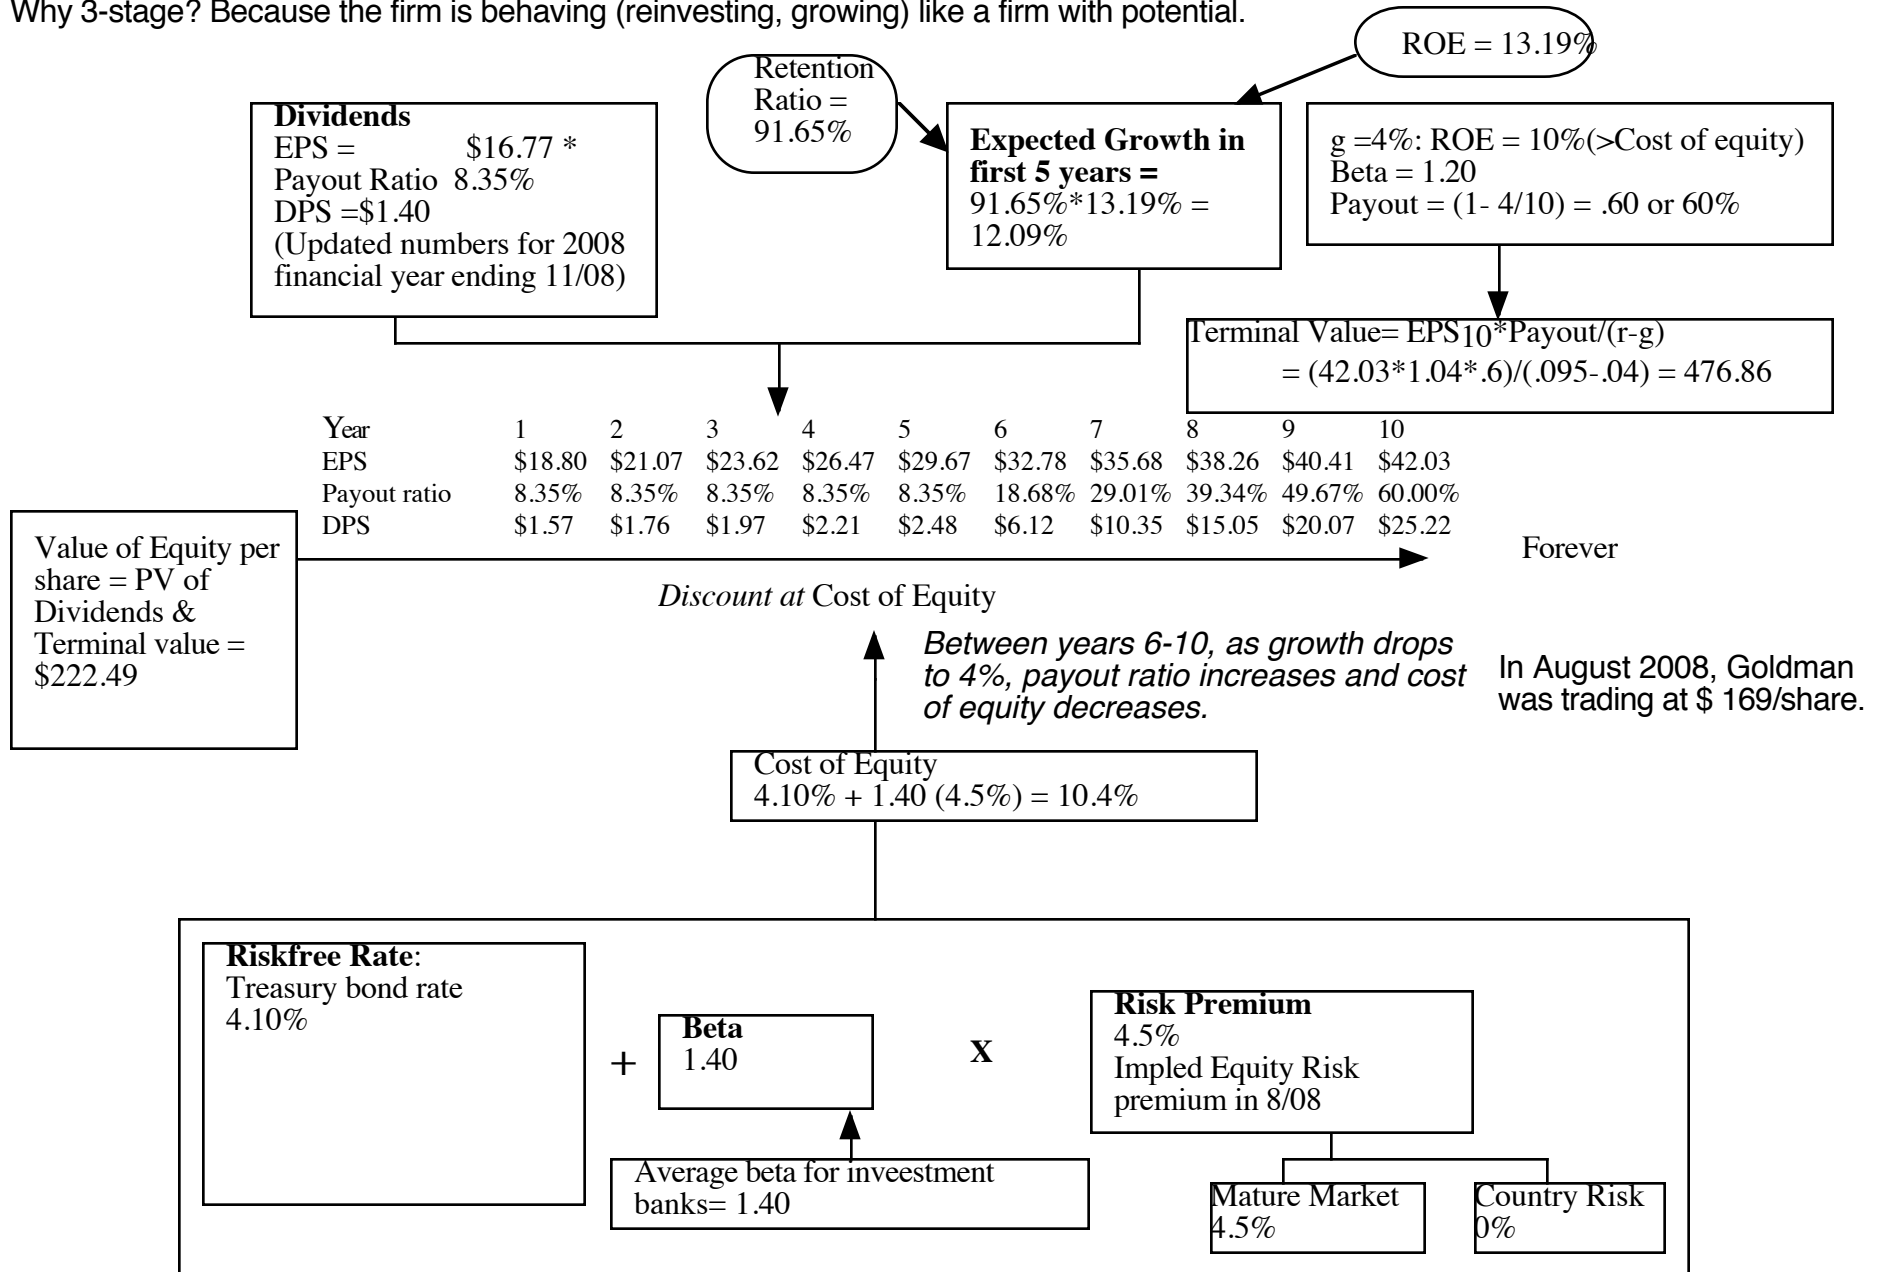 Why 3-stage? Because the firm is behaving (reinvesting, growing) like a firm with potential.
ROE = 13.19%
Retention
Ratio =
91.65%
Dividends
EPS = $16.77 *
Payout Ratio 8.35%
DPS =$1.40
(Updated numbers for 2008
financial year ending 11/08)
Expected Growth in
first 5 years =
91.65%*13.19% =
12.09%
g =4%: ROE = 10%(>Cost of equity)
Beta = 1.20
Payout = (1- 4/10) = .60 or 60%
Terminal Value= EPS10*Payout/(r-g)
= (42.03*1.04*.6)/(.095-.04) = 476.86
Year 1 2 3 4 5 6 7 8 9 10
EPS $18.80 $21.07 $23.62 $26.47 $29.67 $32.78 $35.68 $38.26 $40.41 $42.03
Payout ratio 8.35% 8.35% 8.35% 8.35% 8.35% 18.68% 29.01% 39.34% 49.67% 60.00%
DPS $1.57 $1.76 $1.97 $2.21 $2.48 $6.12 $10.35 $15.05 $20.07 $25.22
Value of Equity per
share = PV of
Dividends &
Terminal value =
$222.49
Forever
Discount at Cost of Equity
Between years 6-10, as growth drops
to 4%, payout ratio increases and cost
of equity decreases.
In August 2008, Goldman
was trading at $ 169/share.
Cost of Equity
4.10% + 1.40 (4.5%) = 10.4%
Riskfree Rate:
Treasury bond rate
4.10%
+
Beta
1.40
X
Risk Premium
4.5%
Impled Equity Risk
premium in 8/08
Average beta for inveestment
banks= 1.40
Mature Market
4.5%
Country Risk
0%